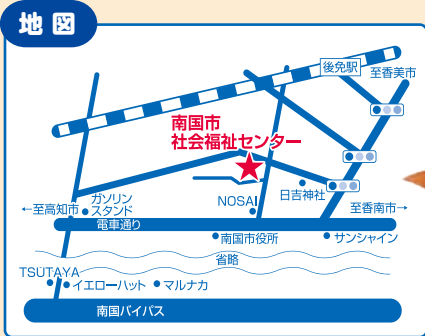 地図
後免駅
至香美市
南国市
社会福祉センター
日吉神社
NOSAI
ガソリン
スタンド
←至高知市
至香南市→
電車通り
南国市役所
サンシャイン
省略
TSUTAYA
イエローハット
マルナカ
南国バイパス